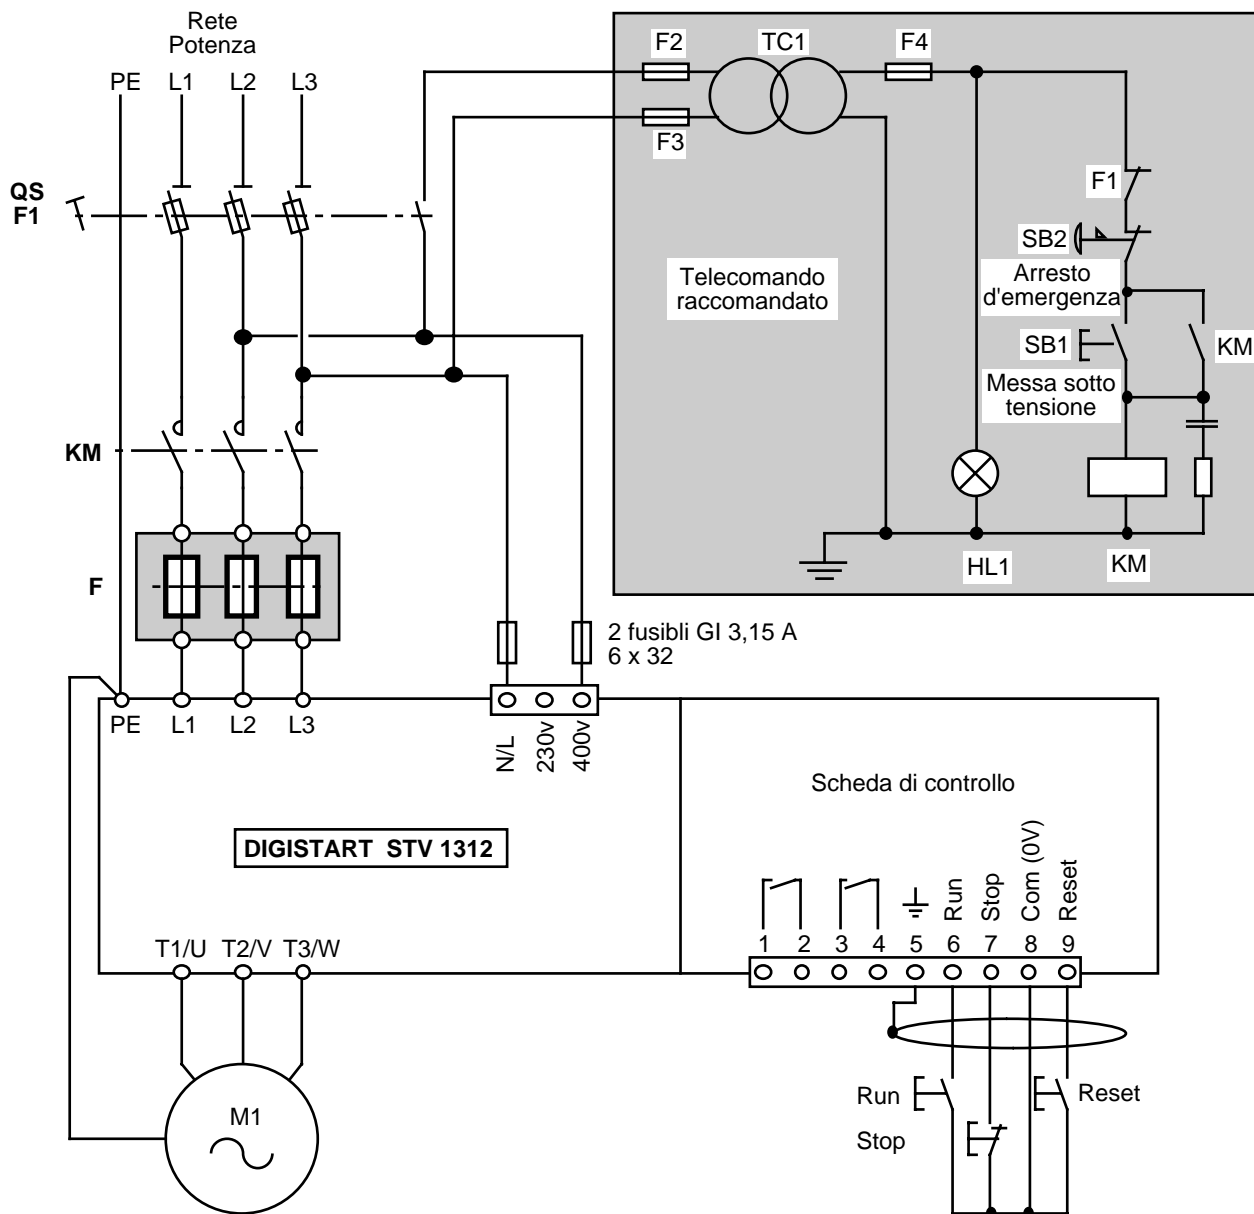 Rete
Potenza
PE L1 L2 L3
QS
F1
KM
F
F2 TC1 F4
F3
F1
SB2
Arresto
d'emergenza
SB1
KM
Messa sotto
tensione
Telecomando
raccomandato
HL1
KM
2 fusibli GI 3,15 A
6 x 32
PE L1 L2 L3
N/L
230v
400v
Scheda di controllo
DIGISTART STV 1312
Run
Stop
Com (0V)
Reset
1 2 3 4 5 6 7 8 9
T1/U T2/V T3/W
M1
Run
Reset
Stop